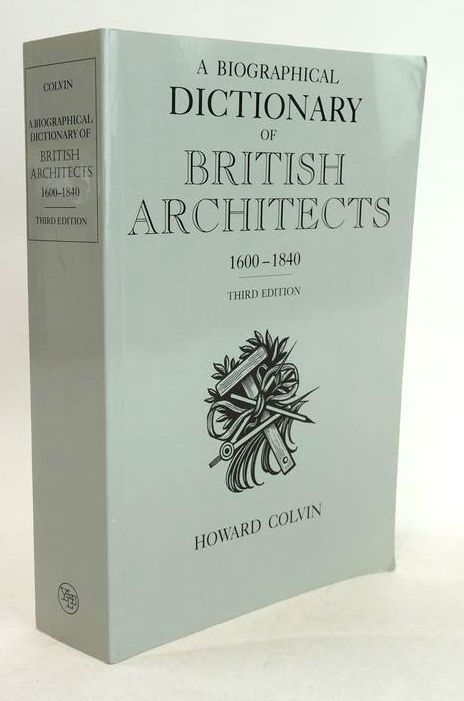 COLVIN
A BIOGRAPHICAL
DICTIONARY OF
BRITISH
ARCHITECTS
1600–1840
THIRD EDITION
A BIOGRAPHICAL
DICTIONARY
OF
BRITISH
ARCHITECTS
1600–1840
THIRD EDITION
HOWARD COLVIN